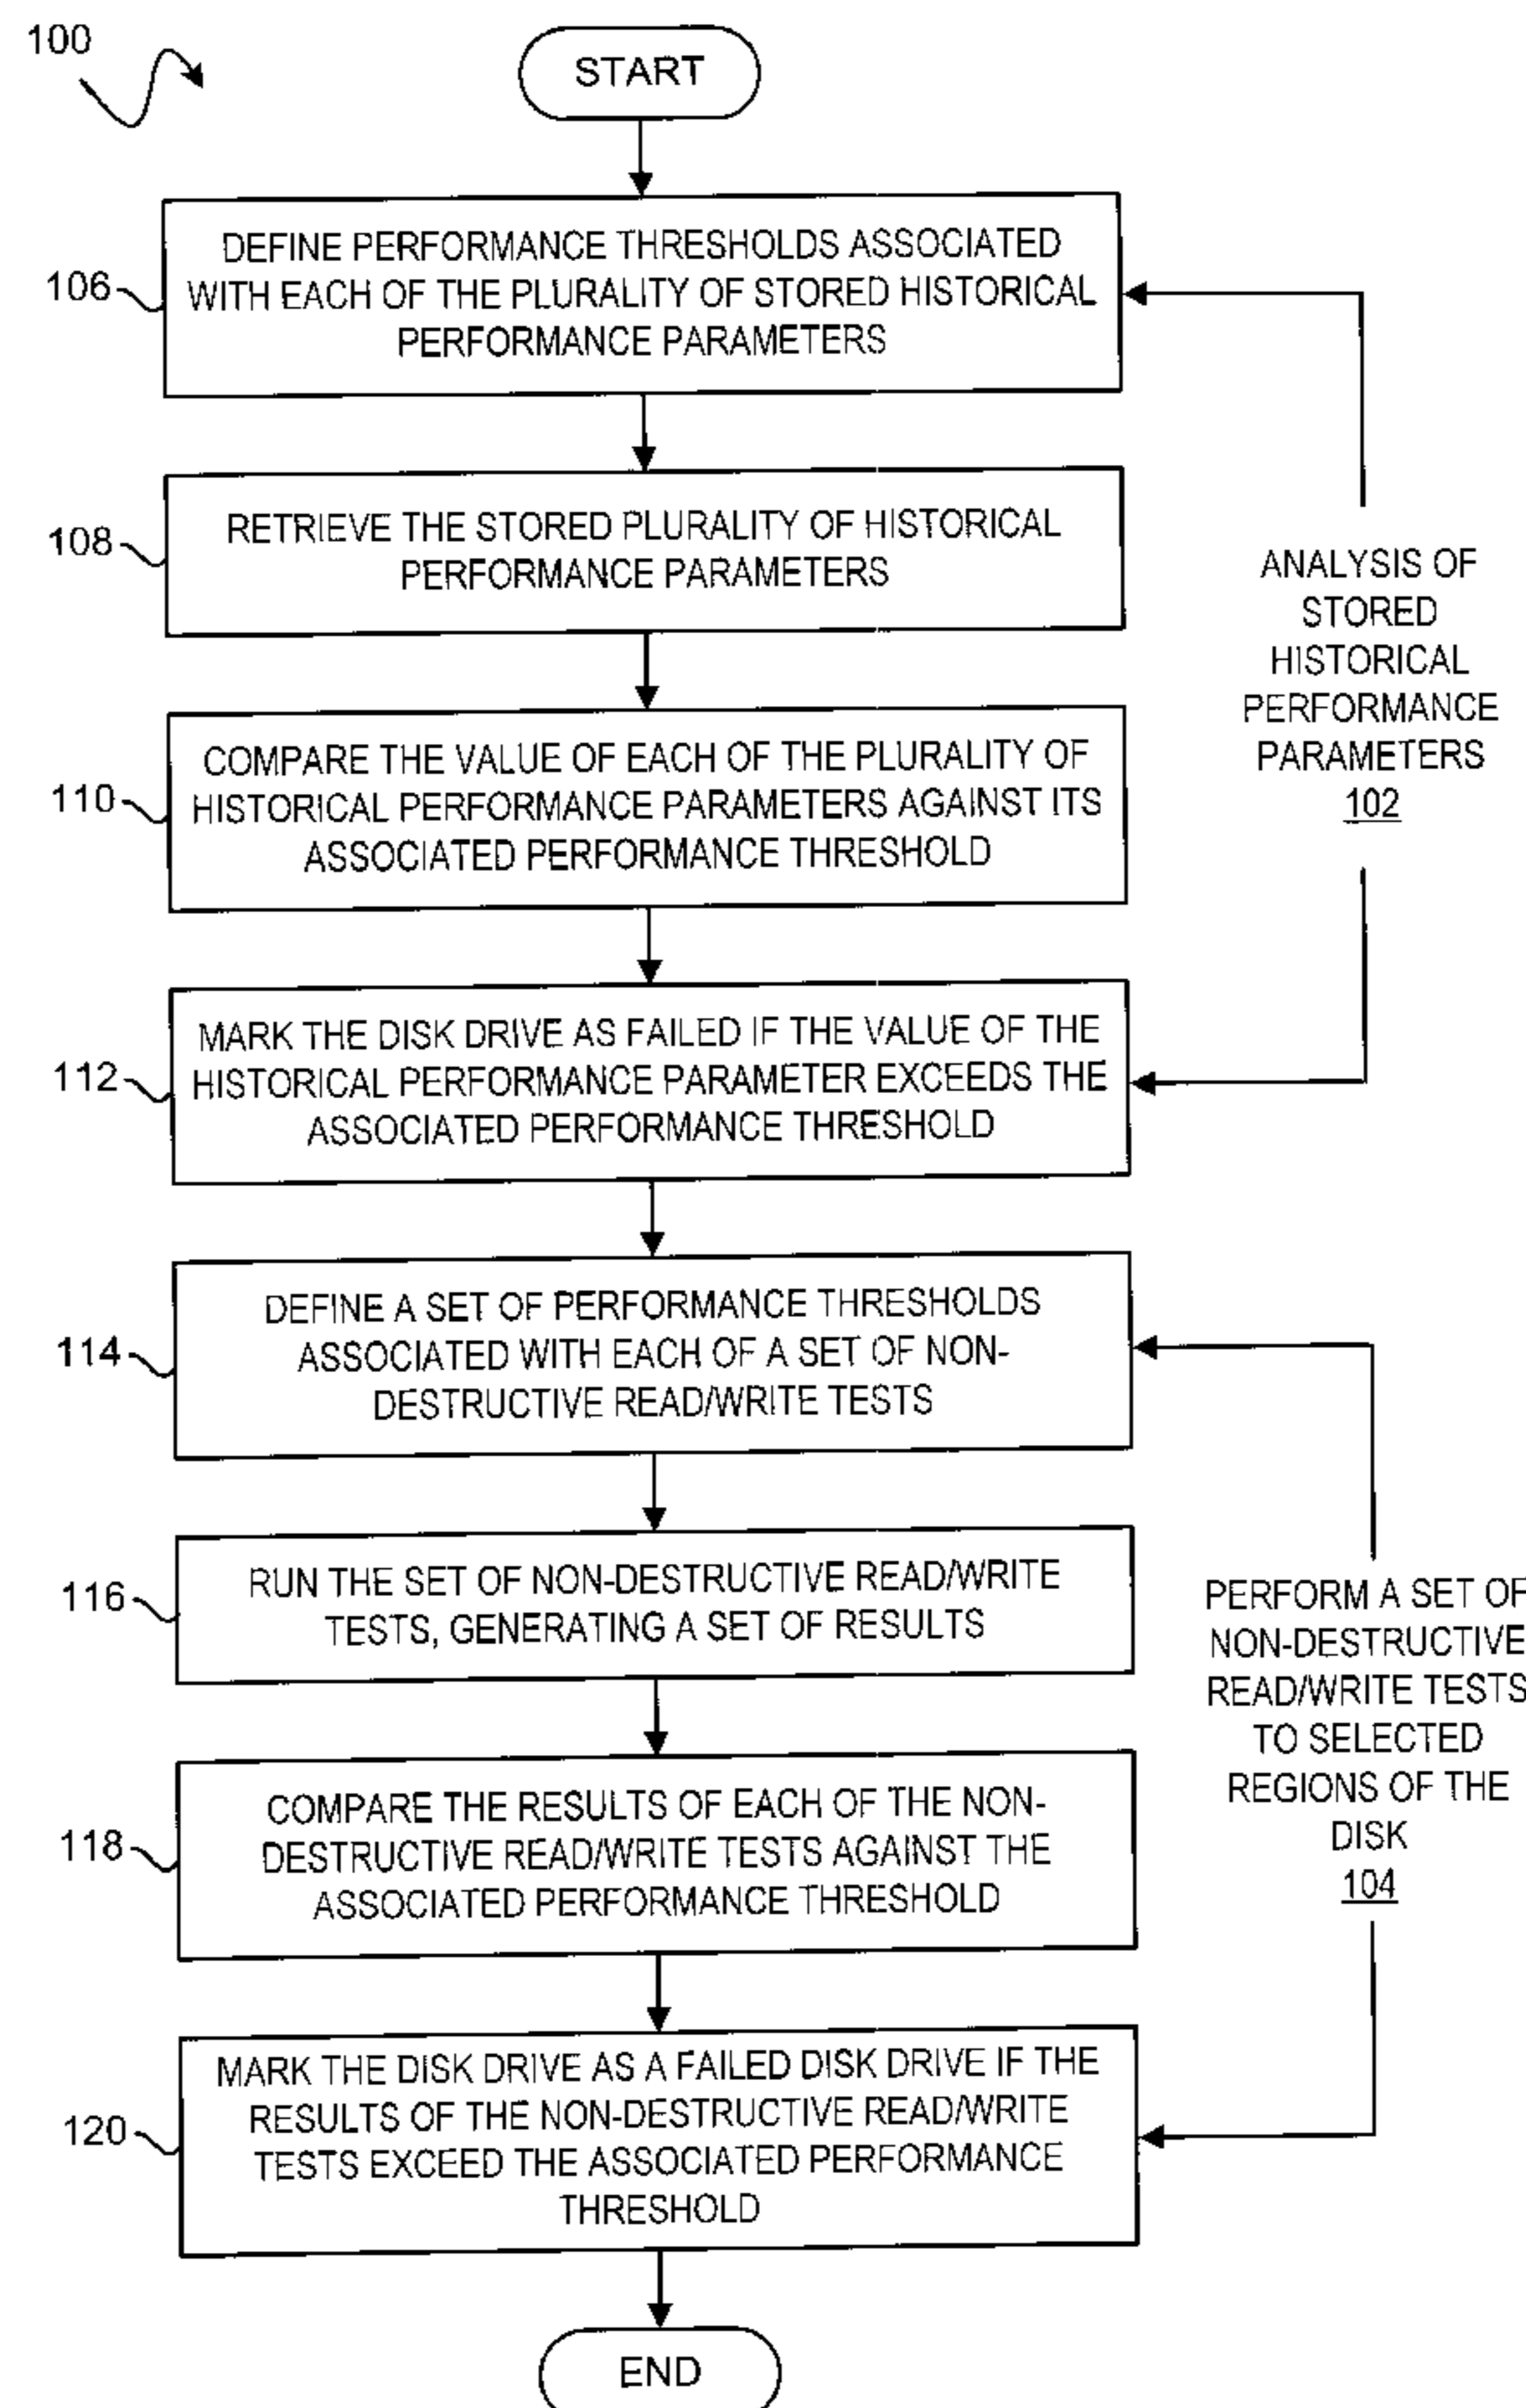 100
START
106
DEFINE PERFORMANCE THRESHOLDS ASSOCIATED
WITH EACH OF THE PLURALITY OF STORED HISTORICAL
PERFORMANCE PARAMETERS
108
RETRIEVE THE STORED PLURALITY OF HISTORICAL
PERFORMANCE PARAMETERS
110
COMPARE THE VALUE OF EACH OF THE PLURALITY OF
HISTORICAL PERFORMANCE PARAMETERS AGAINST ITS
ASSOCIATED PERFORMANCE THRESHOLD
112
MARK THE DISK DRIVE AS FAILED IF THE VALUE OF THE
HISTORICAL PERFORMANCE PARAMETER EXCEEDS THE
ASSOCIATED PERFORMANCE THRESHOLD
ANALYSIS OF
STORED
HISTORICAL
PERFORMANCE
PARAMETERS
102
114
DEFINE A SET OF PERFORMANCE THRESHOLDS
ASSOCIATED WITH EACH OF A SET OF NON-
DESTRUCTIVE READ/WRITE TESTS
116
RUN THE SET OF NON-DESTRUCTIVE READ/WRITE
TESTS, GENERATING A SET OF RESULTS
118
COMPARE THE RESULTS OF EACH OF THE NON-
DESTRUCTIVE READ/WRITE TESTS AGAINST THE
ASSOCIATED PERFORMANCE THRESHOLD
120
MARK THE DISK DRIVE AS A FAILED DISK DRIVE IF THE
RESULTS OF THE NON-DESTRUCTIVE READ/WRITE
TESTS EXCEED THE ASSOCIATED PERFORMANCE
THRESHOLD
PERFORM A SET OF
NON-DESTRUCTIVE
READ/WRITE TESTS
TO SELECTED
REGIONS OF THE
DISK
104
END